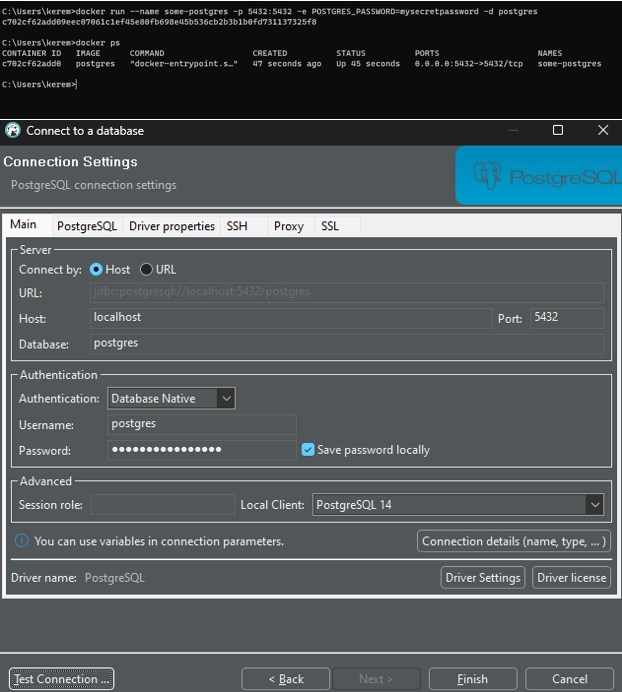 C:\Users\kerem>docker run --name some-postgres -p 5432:5432 -e POSTGRES_PASSWORD=mysecretpassword -d postgres
c702cf62add09eec07061c1ef45e80fb698e45b536cb2b3b1b0fd731137325f8
C:\Users\kerem>docker ps
CONTAINER ID IMAGE COMMAND CREATED STATUS PORTS NAMES
c702cf62add0 postgres "docker-entrypoint.s…" 47 seconds ago Up 45 seconds 0.0.0.0:5432->5432/tcp some-postgres
C:\Users\kerem>
Connect to a database
Connection Settings
PostgreSQL connection settings
PostgreSQL
Main PostgreSQL Driver properties SSH Proxy SSL
Server
Connect by: Host URL
URL: jdbc:postgresql://localhost:5432/postgres
Host: localhost Port: 5432
Database: postgres
Authentication
Authentication: Database Native
Username: postgres
Password: •••••••••••••••• Save password locally
Advanced
Session role: Local Client: PostgreSQL 14
You can use variables in connection parameters. Connection details (name, type, ... )
Driver name: PostgreSQL Driver Settings Driver license
Test Connection ... < Back Next > Finish Cancel